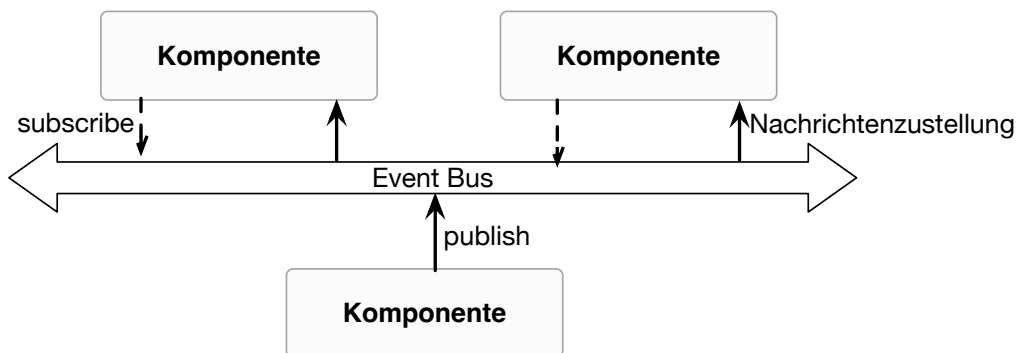 Komponente
Komponente
subscribe
Nachrichtenzustellung
Event Bus
publish
Komponente